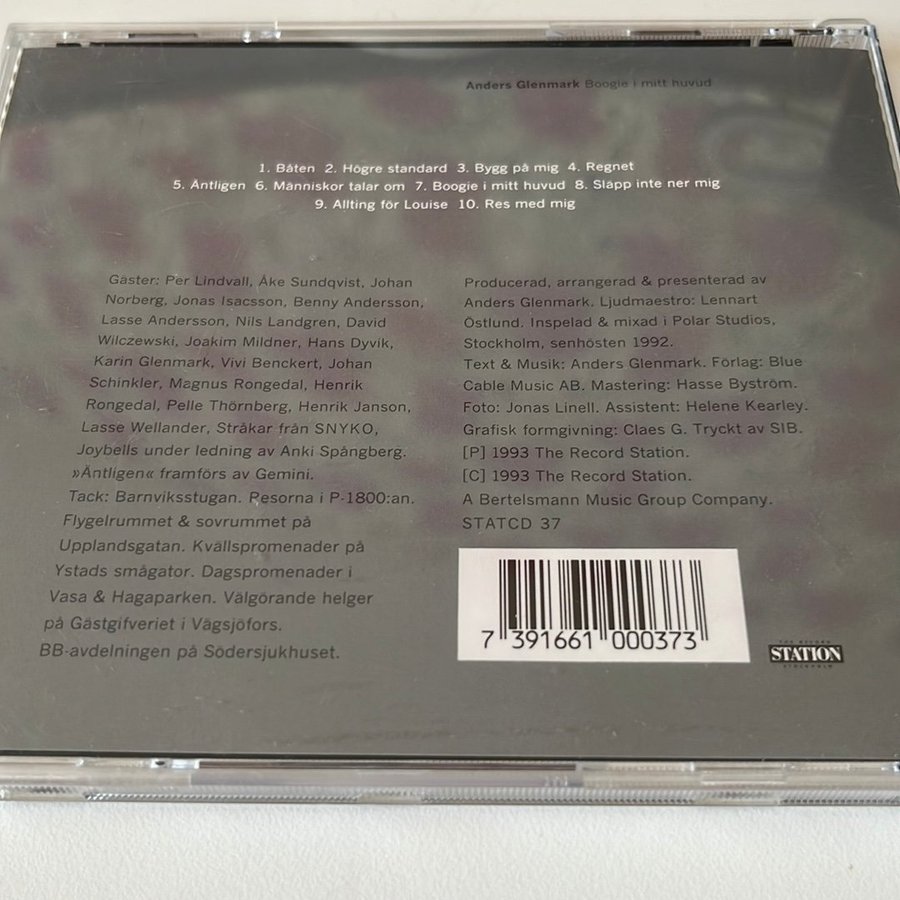 Anders Glenmark Boogie i mitt huvud
1. Båten 2. Högre standard 3. Bygg på mig 4. Regnet
5. Äntligen 6. Människor talar om 7. Boogie i mitt huvud 8. Släpp inte ner mig
9. Allting för Louise 10. Res med mig
Gäster: Per Lindvall, Åke Sundqvist, Johan
Norberg, Jonas Isacsson, Benny Andersson,
Lasse Andersson, Nils Landgren, David
Wilczewski, Joakim Mildner, Hans Dyvik,
Karin Glenmark, Vivi Benckert, Johan
Schinkler, Magnus Rongedal, Henrik
Rongedal, Pelle Thörnberg, Henrik Janson,
Lasse Wellander, Stråkar från SNYKO,
Joybells under ledning av Anki Spångberg.
»Äntligen« framförs av Gemini.
Tack: Barnviksstugan. Pesorna i P-1800:an.
Flygelrummet & sovrummet på
Upplandsgatan. Kvällspromenader på
Ystads smågator. Dagspromenader i
Vasa & Hagaparken. Välgörande helger
på Gästgifveriet i Vägsjöfors.
BB-avdelningen på Södersjukhuset.
Producerad, arrangerad & presenterad av
Anders Glenmark. Ljudmaestro: Lennart
Östlund. Inspelad & mixad i Polar Studios,
Stockholm, senhösten 1992.
Text & Musik: Anders Glenmark. Förlag: Blue
Cable Music AB. Mastering: Hasse Byström.
Foto: Jonas Linell. Assistent: Helene Kearley.
Grafisk formgivning: Claes G. Tryckt av SIB.
[P] 1993 The Record Station.
[C] 1993 The Record Station.
A Bertelsmann Music Group Company.
STATCD 37
7 391661 000373
THE RECORD
STATION
STOCKHOLM